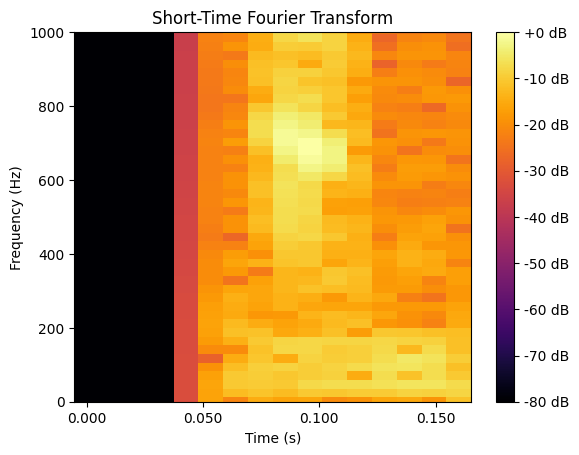 Short-Time Fourier Transform
1000
800
600
400
200
0
Frequency (Hz)
0.000
0.050
0.100
0.150
Time (s)
+0 dB
-10 dB
-20 dB
-30 dB
-40 dB
-50 dB
-60 dB
-70 dB
-80 dB